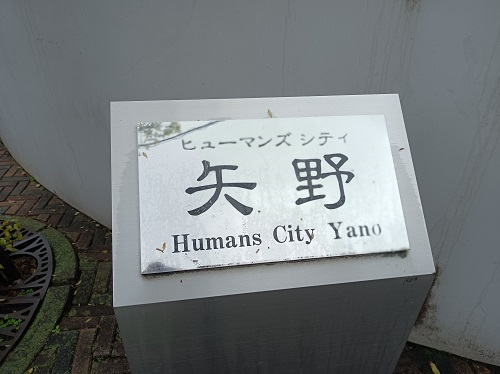 ヒューマンズ シティ
矢野
Humans City Yano